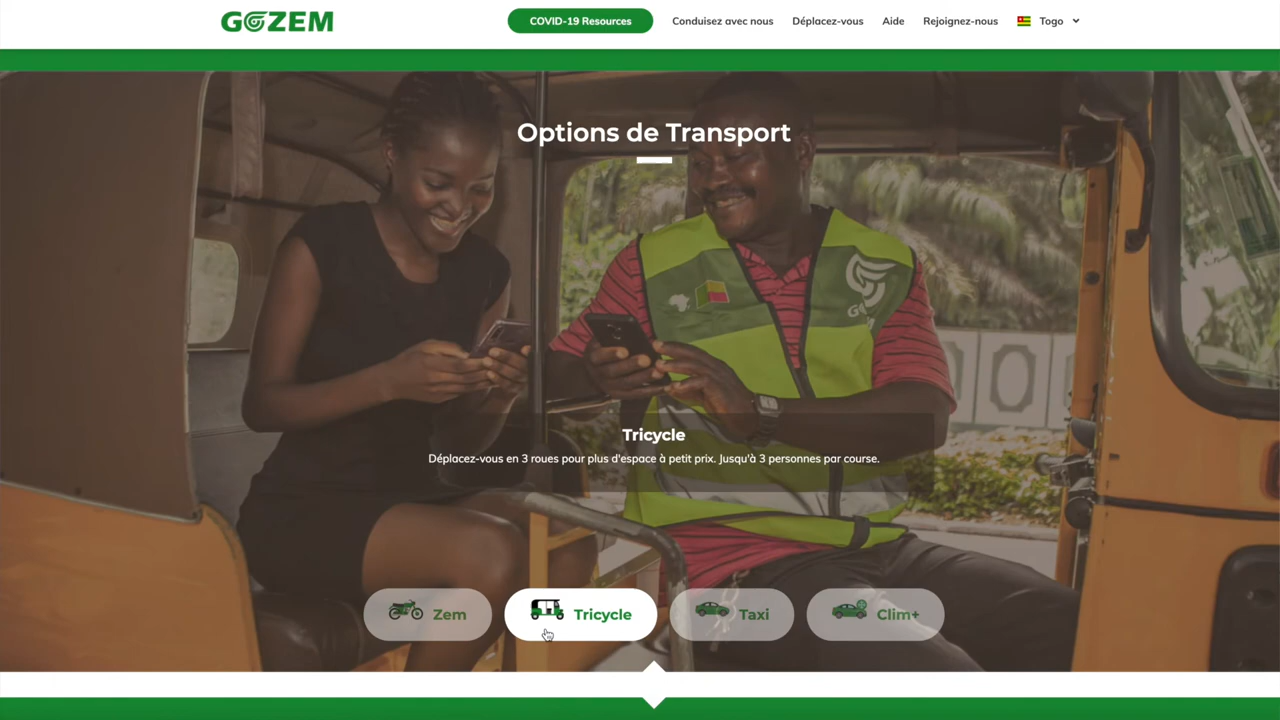 GOZEM
COVID-19 Resources
Conduisez avec nous
Déplacez-vous
Aide
Rejoignez-nous
Togo
Options de Transport
Tricycle
Déplacez-vous en 3 roues pour plus d'espace à petit prix. Jusqu'à 3 personnes par course.
Zem
Tricycle
Taxi
Clim+